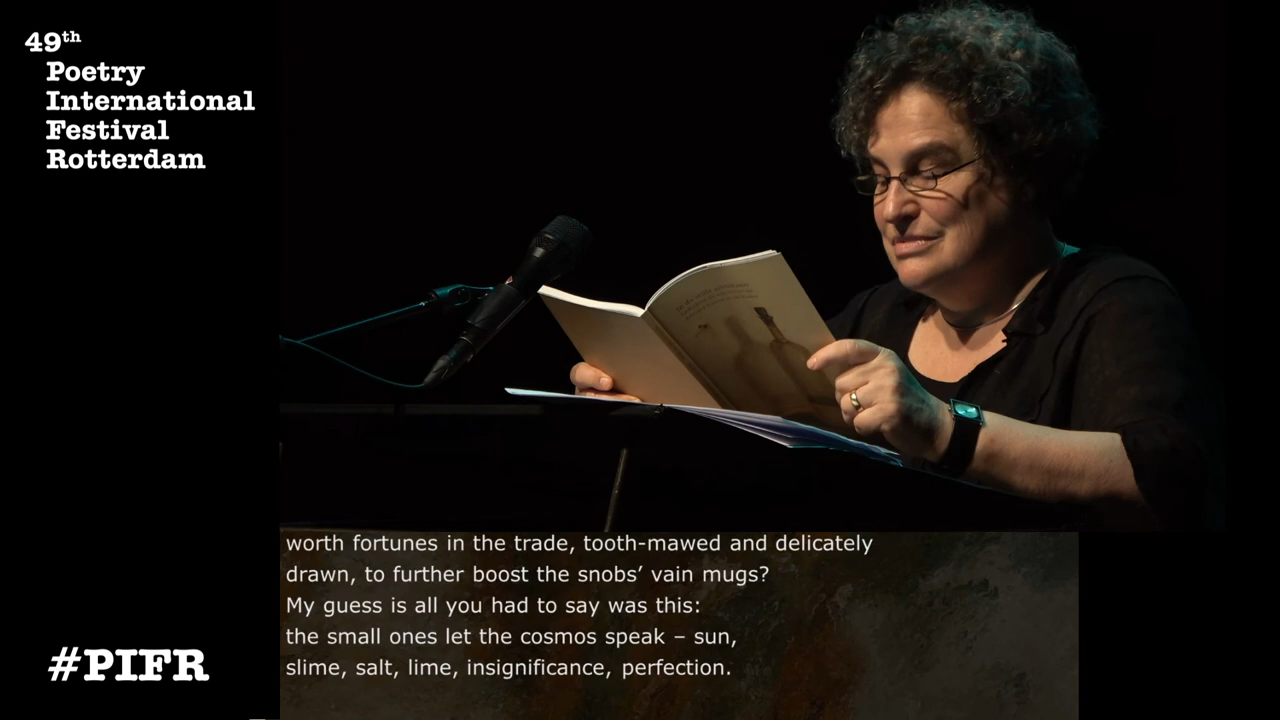 49th
Poetry
International
Festival
Rotterdam
worth fortunes in the trade, tooth-mawed and delicately
drawn, to further boost the snobs’ vain mugs?
My guess is all you had to say was this:
the small ones let the cosmos speak – sun,
slime, salt, lime, insignificance, perfection.
#PIFR